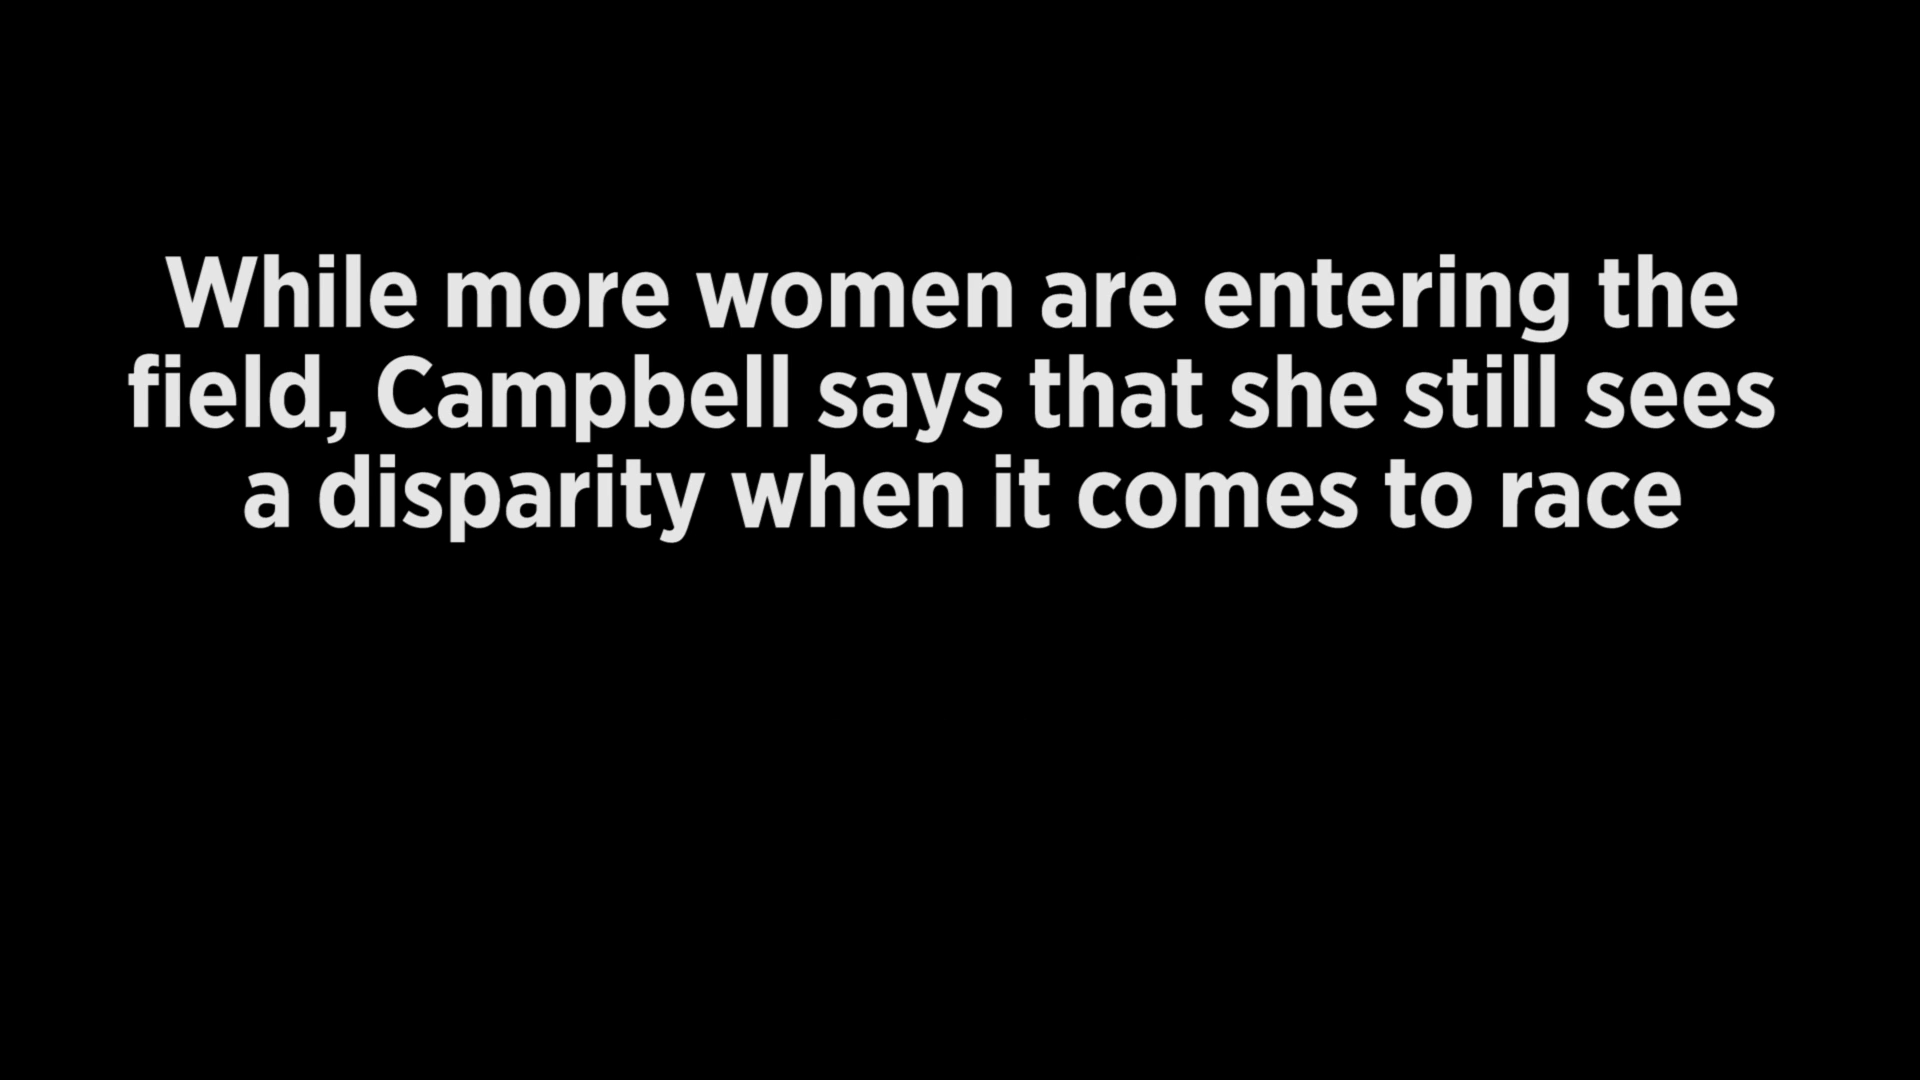 While more women are entering the
field, Campbell says that she still sees
a disparity when it comes to race